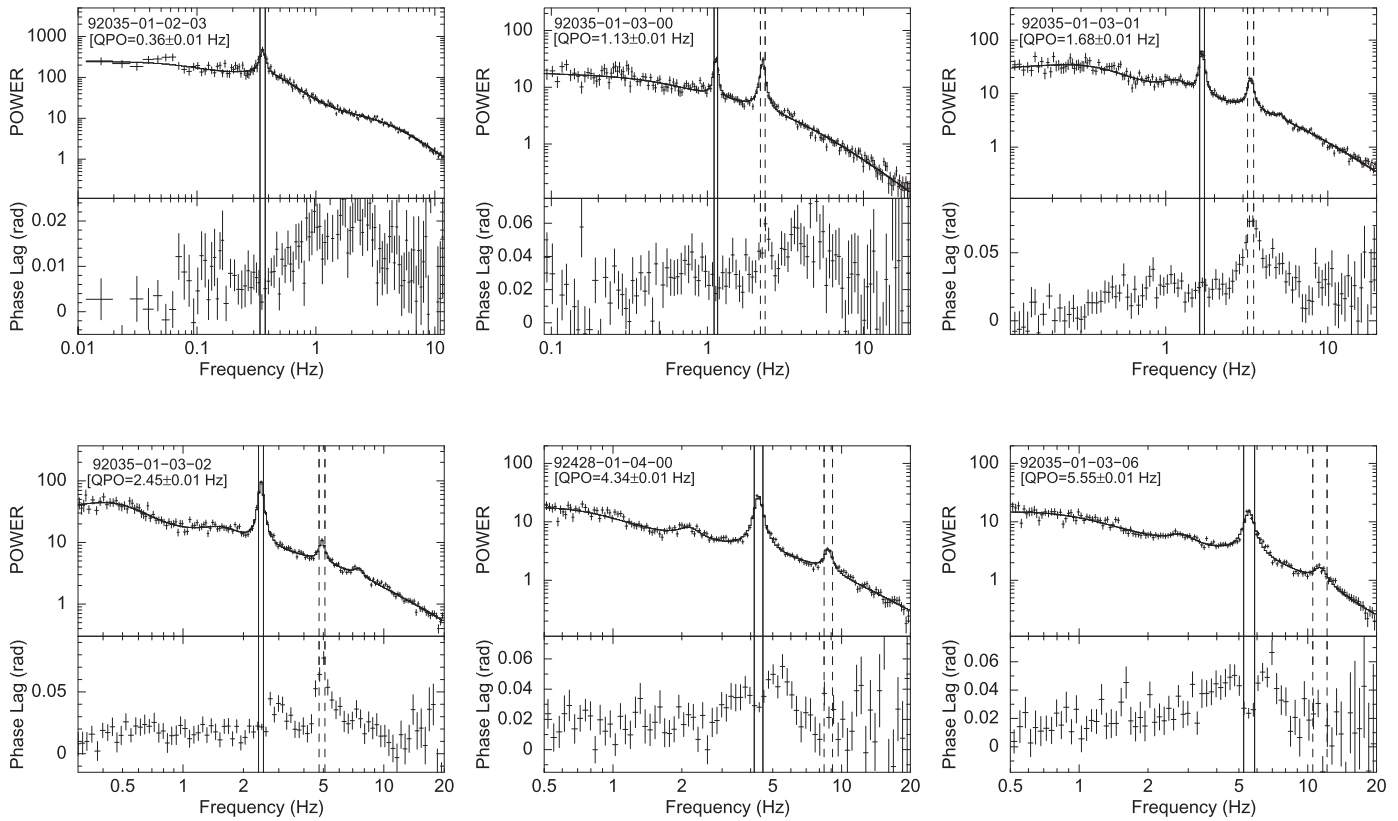 92035−01−02−03
[QPO=0.36±0.01 Hz]
POWER
1000
100
10
1
Phase Lag (rad)
0.02
0.01
0
0.01
0.1
1
10
Frequency (Hz)
92035−01−03−00
[QPO=1.13±0.01 Hz]
POWER
100
10
1
Phase Lag (rad)
0.06
0.04
0.02
0
0.1
1
10
Frequency (Hz)
92035−01−03−01
[QPO=1.68±0.01 Hz]
POWER
100
10
1
Phase Lag (rad)
0.05
0
1
10
Frequency (Hz)
92035−01−03−02
[QPO=2.45±0.01 Hz]
POWER
100
10
1
Phase Lag (rad)
0.05
0
0.5
1
2
5
10
20
Frequency (Hz)
92428−01−04−00
[QPO=4.34±0.01 Hz]
POWER
100
10
1
Phase Lag (rad)
0.06
0.04
0.02
0
0.5
1
2
5
10
20
Frequency (Hz)
92035−01−03−06
[QPO=5.55±0.01 Hz]
POWER
100
10
1
Phase Lag (rad)
0.06
0.04
0.02
0
0.5
1
2
5
10
20
Frequency (Hz)